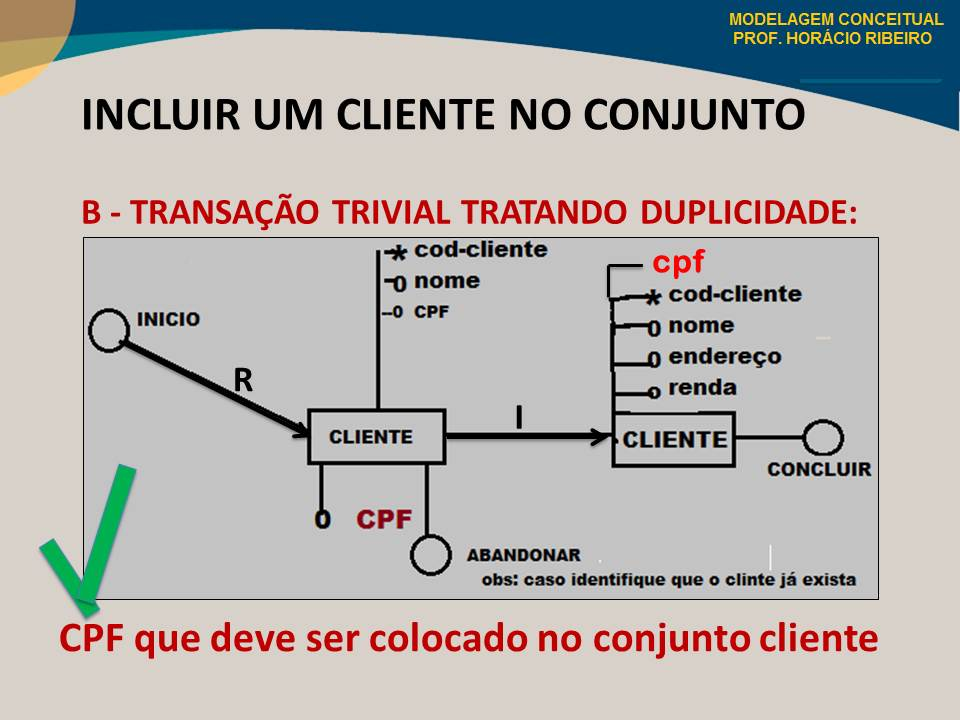 MODELAGEM CONCEITUAL
PROF. HORÁCIO RIBEIRO
INCLUIR UM CLIENTE NO CONJUNTO
B - TRANSAÇÃO TRIVIAL TRATANDO DUPLICIDADE:
* cod-cliente
o nome
o CPF
cpf
* cod-cliente
o nome
o endereço
o renda
INICIO
R
CLIENTE
I
CLIENTE
CONCLUIR
0 CPF
ABANDONAR
obs: caso identifique que o clinte já exista
CPF que deve ser colocado no conjunto cliente